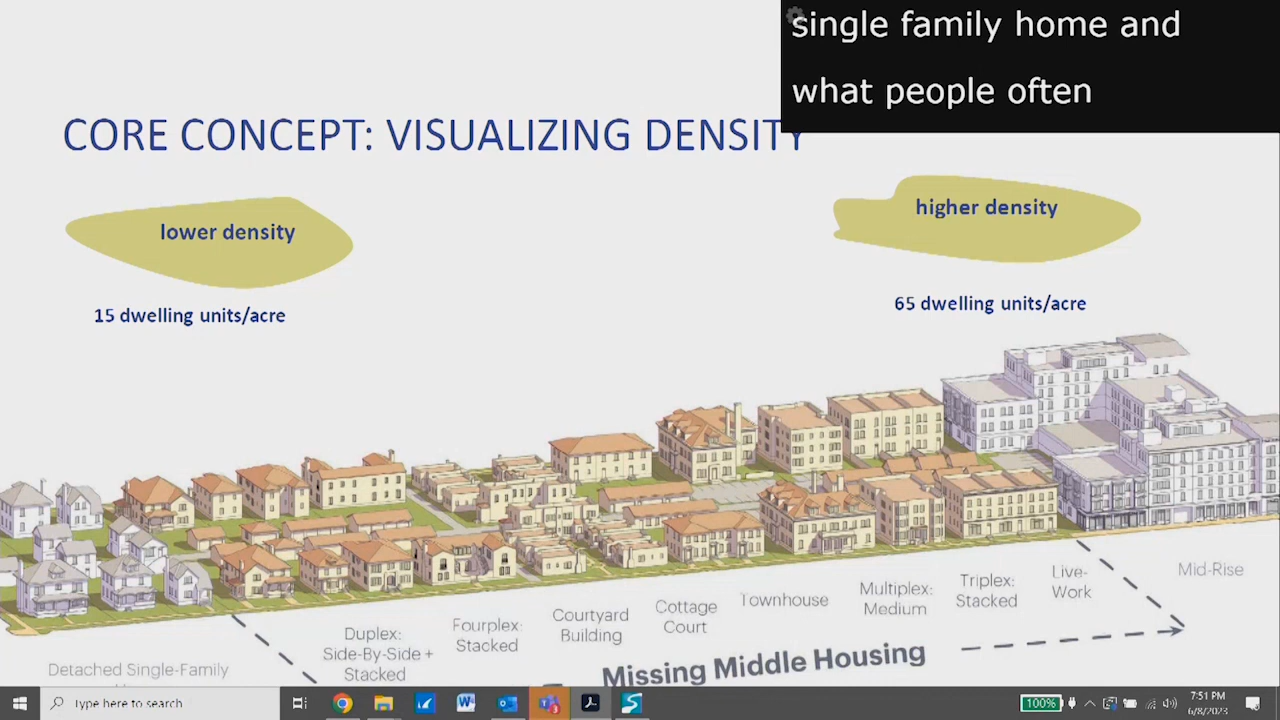 single family home and
what people often
CORE CONCEPT: VISUALIZING DENSITY
lower density
higher density
15 dwelling units/acre
65 dwelling units/acre
Detached Single-Family
Duplex:
Side-By-Side +
Stacked
Fourplex:
Stacked
Courtyard
Building
Cottage
Court
Townhouse
Multiplex:
Medium
Triplex:
Stacked
Live-
Work
Mid-Rise
Missing Middle Housing
Type here to search
100%
7:51 PM
6/8/2023